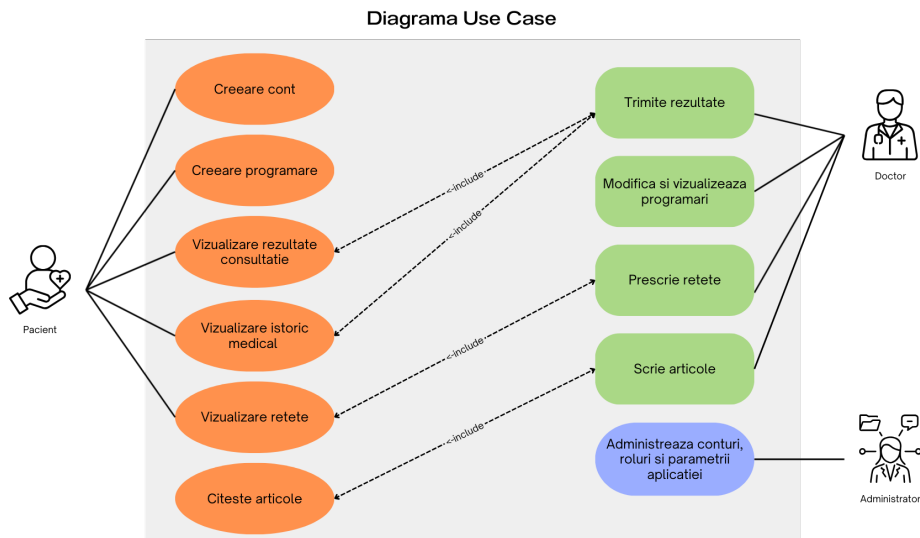 Diagrama Use Case
Creeare cont
Creeare programare
Vizualizare rezultate
consultatie
Vizualizare istoric
medical
Vizualizare retete
Citeste articole
Pacient
<-include
<-include
<-include
<-include
Trimite rezultate
Modifica si vizualizeaza
programari
Prescrie retete
Scrie articole
Administreaza conturi,
roluri si parametrii
aplicatiei
Doctor
Administrator